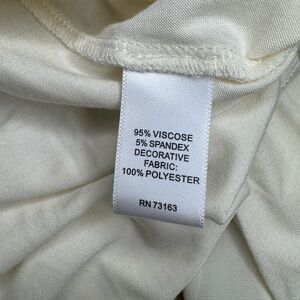 95% VISCOSE
5% SPANDEX
DECORATIVE
FABRIC:
100% POLYESTER
RN 73163